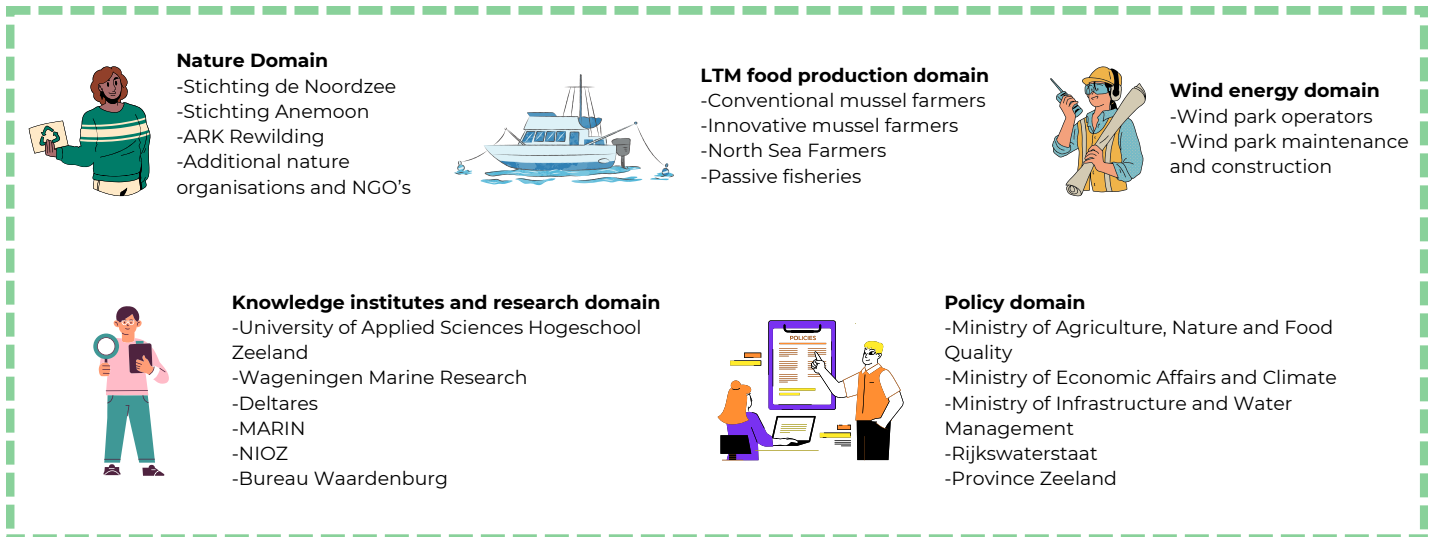 Nature Domain
-Stichting de Noordzee
-Stichting Anemoon
-ARK Rewilding
-Additional nature
organisations and NGO's
LTM food production domain
-Conventional mussel farmers
-Innovative mussel farmers
-North Sea Farmers
-Passive fisheries
Wind energy domain
-Wind park operators
-Wind park maintenance
and construction
Knowledge institutes and research domain
-University of Applied Sciences Hogeschool
Zeeland
-Wageningen Marine Research
-Deltares
-MARIN
-NIOZ
-Bureau Waardenburg
POLICIES
Policy domain
-Ministry of Agriculture, Nature and Food
Quality
-Ministry of Economic Affairs and Climate
-Ministry of Infrastructure and Water
Management
-Rijkswaterstaat
-Province Zeeland